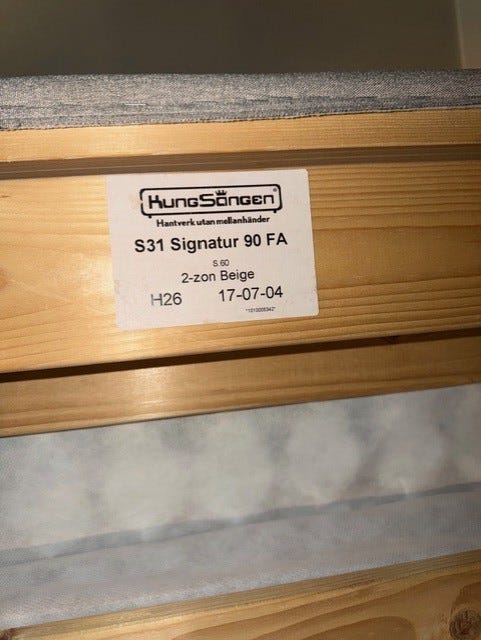 KungSängen
Hantverk utan mellanhänder
S31 Signatur 90 FA
S.60
2-zon Beige
H26 17-07-04